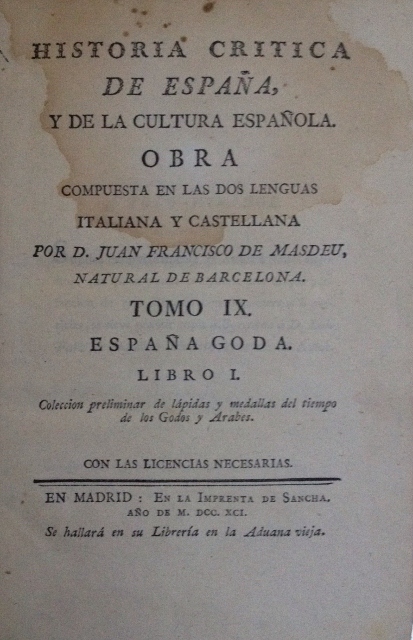 HISTORIA CRITICA
DE ESPAÑA,
Y DE LA CULTURA ESPAÑOLA.
OBRA
COMPUESTA EN LAS DOS LENGUAS
ITALIANA Y CASTELLANA
POR D. JUAN FRANCISCO DE MASDEU,
NATURAL DE BARCELONA.
TOMO IX.
ESPAÑA GODA.
LIBRO I.
Coleccion preliminar de lápidas y medallas del tiempo
de los Godos y Arabes.
CON LAS LICENCIAS NECESARIAS.
EN MADRID : EN LA IMPRENTA DE SANCHA.
AÑO DE M. DCC. XCI.
Se hallará en su Librería en la Aduana vieja.